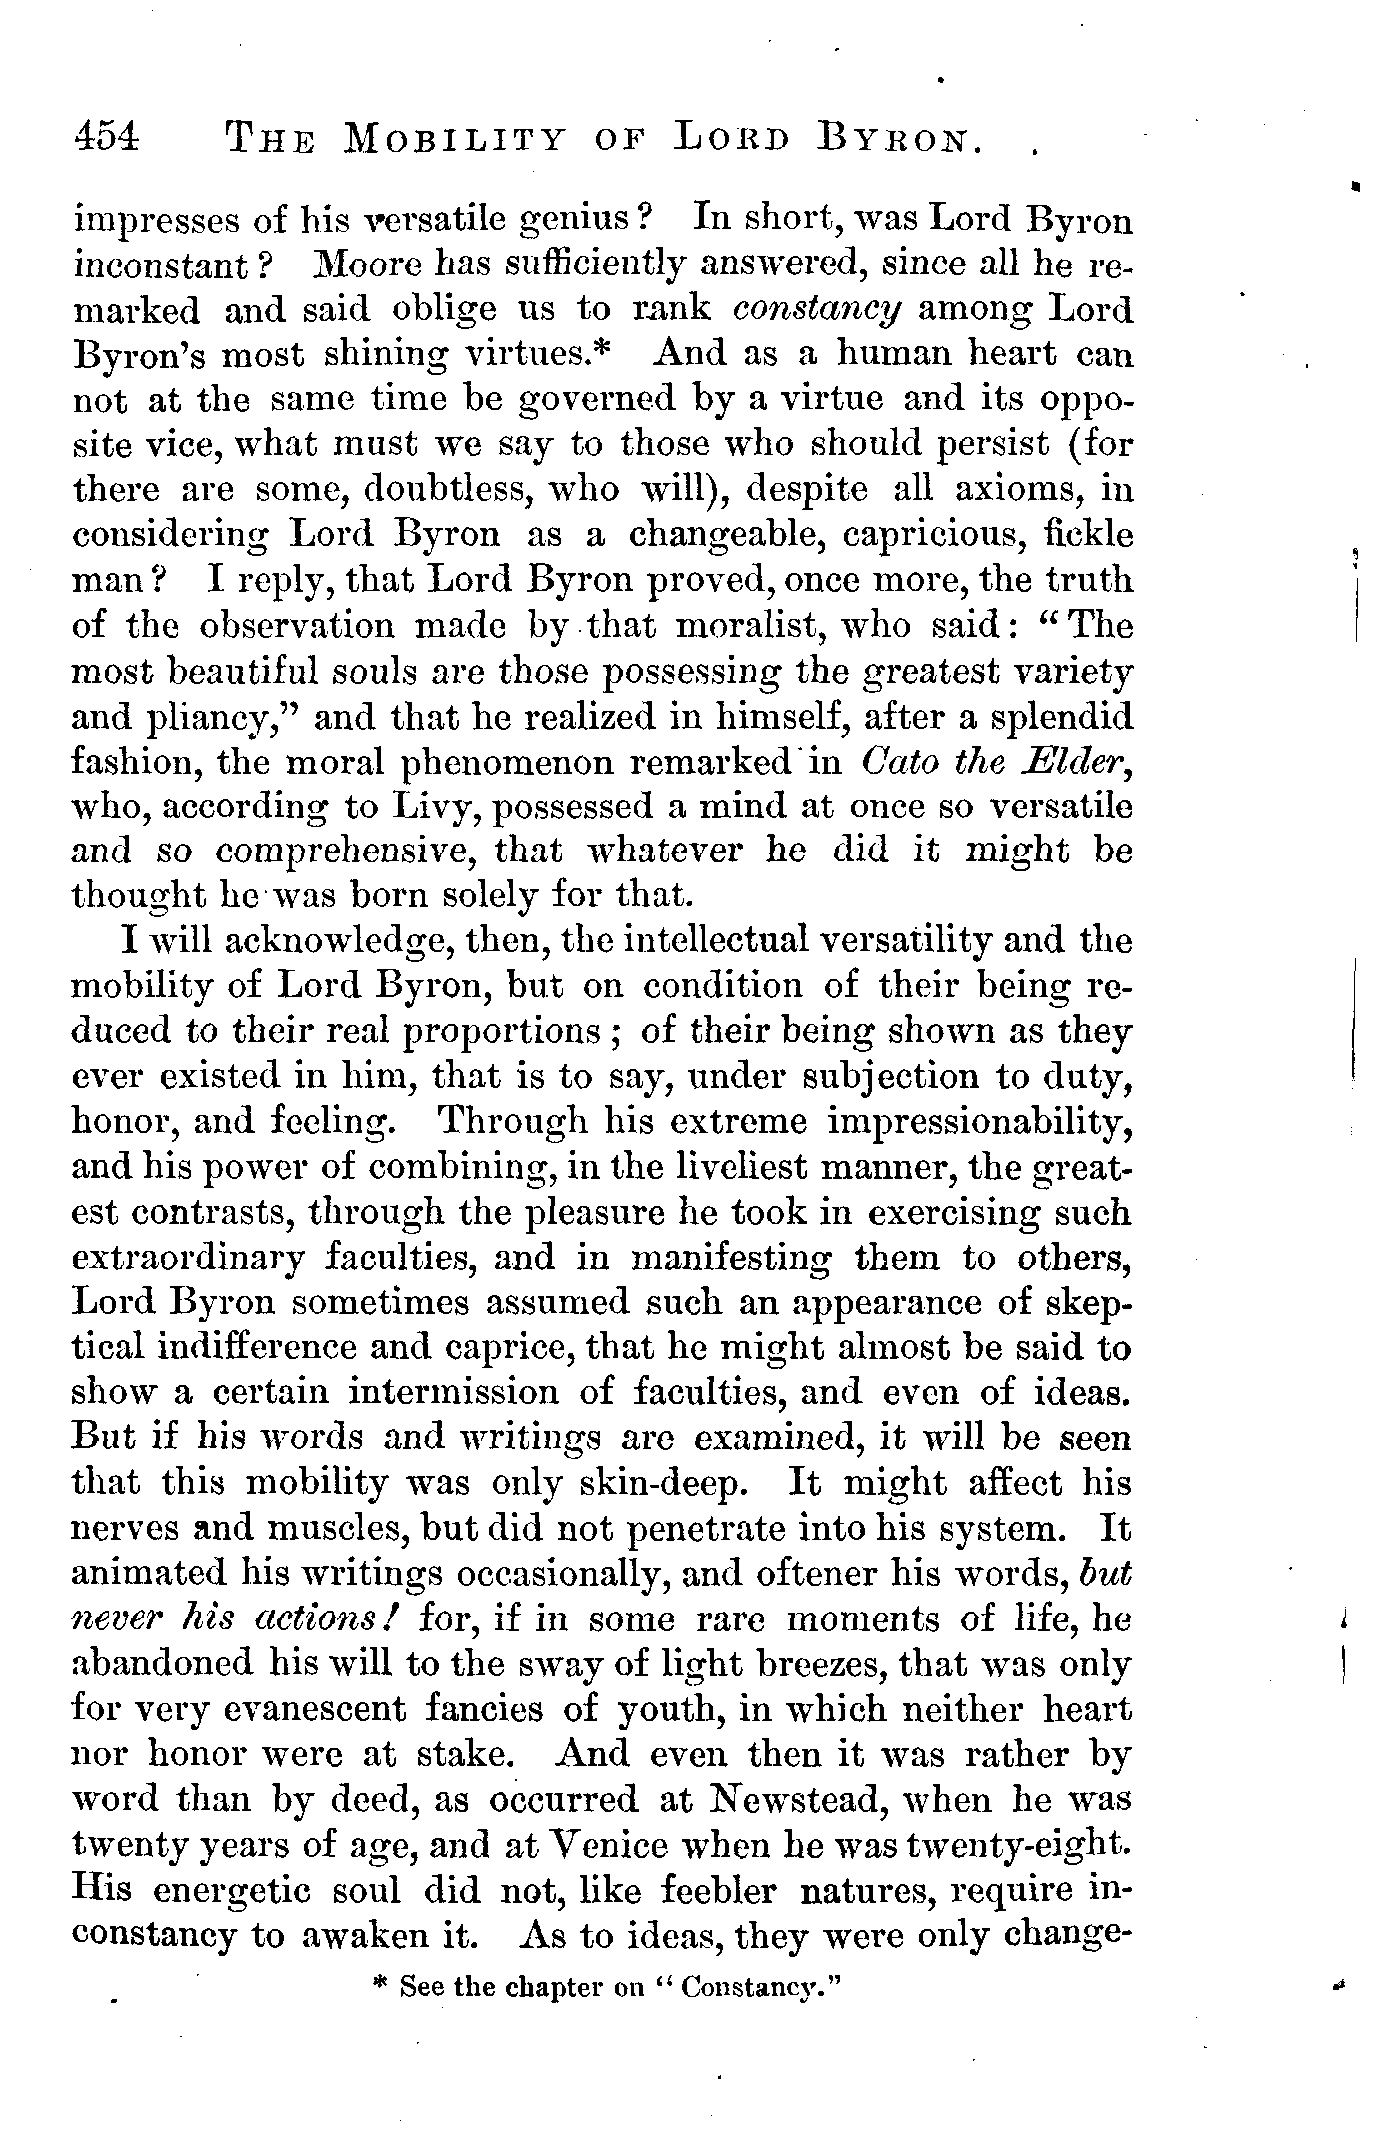 454 THE MOBILITY OF LORD BYRON.
impresses of his versatile genius? In short, was Lord Byron
inconstant? Moore has sufficiently answered, since all he re-
marked and said oblige us to rank constancy among Lord
Byron's most shining virtues.* And as a human heart can
not at the same time be governed by a virtue and its oppo-
site vice, what must we say to those who should persist (for
there are some, doubtless, who will), despite all axioms, in
considering Lord Byron as a changeable, capricious, fickle
man? I reply, that Lord Byron proved, once more, the truth
of the observation made by that moralist, who said: “The
most beautiful souls are those possessing the greatest variety
and pliancy,” and that he realized in himself, after a splendid
fashion, the moral phenomenon remarked in Cato the Elder,
who, according to Livy, possessed a mind at once so versatile
and so comprehensive, that whatever he did it might be
thought he was born solely for that.
I will acknowledge, then, the intellectual versatility and the
mobility of Lord Byron, but on condition of their being re-
duced to their real proportions; of their being shown as they
ever existed in him, that is to say, under subjection to duty,
honor, and feeling. Through his extreme impressionability,
and his power of combining, in the liveliest manner, the great-
est contrasts, through the pleasure he took in exercising such
extraordinary faculties, and in manifesting them to others,
Lord Byron sometimes assumed such an appearance of skep-
tical indifference and caprice, that he might almost be said to
show a certain intermission of faculties, and even of ideas.
But if his words and writings are examined, it will be seen
that this mobility was only skin-deep. It might affect his
nerves and muscles, but did not penetrate into his system. It
animated his writings occasionally, and oftener his words, but
never his actions! for, if in some rare moments of life, he
abandoned his will to the sway of light breezes, that was only
for very evanescent fancies of youth, in which neither heart
nor honor were at stake. And even then it was rather by
word than by deed, as occurred at Newstead, when he was
twenty years of age, and at Venice when he was twenty-eight.
His energetic soul did not, like feebler natures, require in-
constancy to awaken it. As to ideas, they were only change-
* See the chapter on “Constancy.”